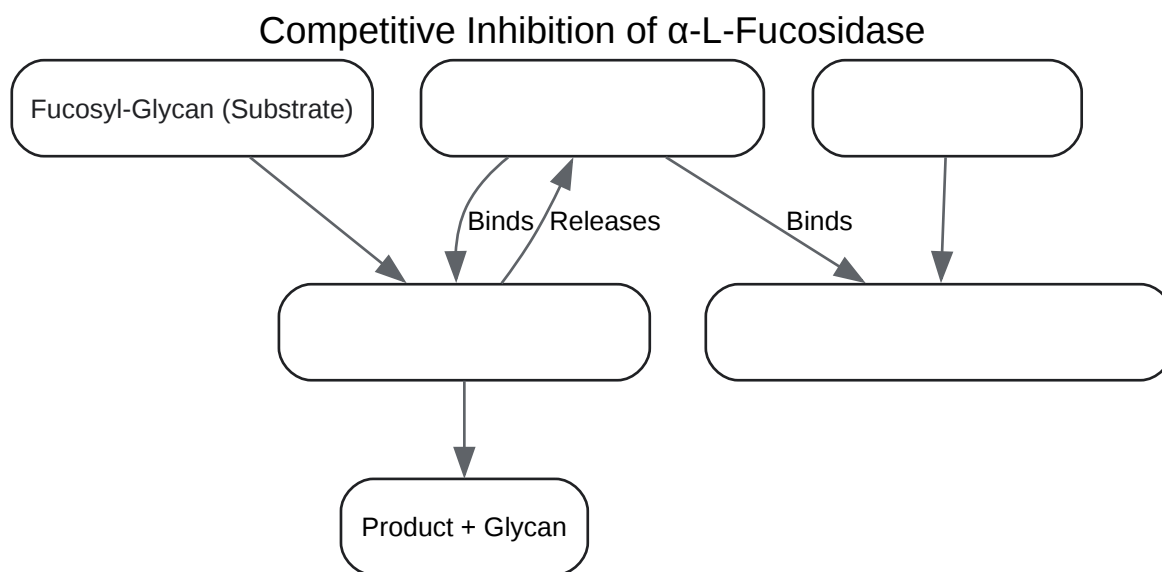 Competitive Inhibition of α-L-Fucosidase
Fucosyl-Glycan (Substrate)
Binds
Releases
Binds
Product + Glycan